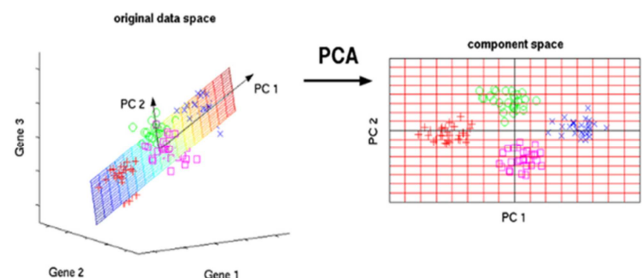 original data space
PCA
component space
PC 1
PC 2
Gene 3
PC 2
Gene 2
Gene 1
PC 1